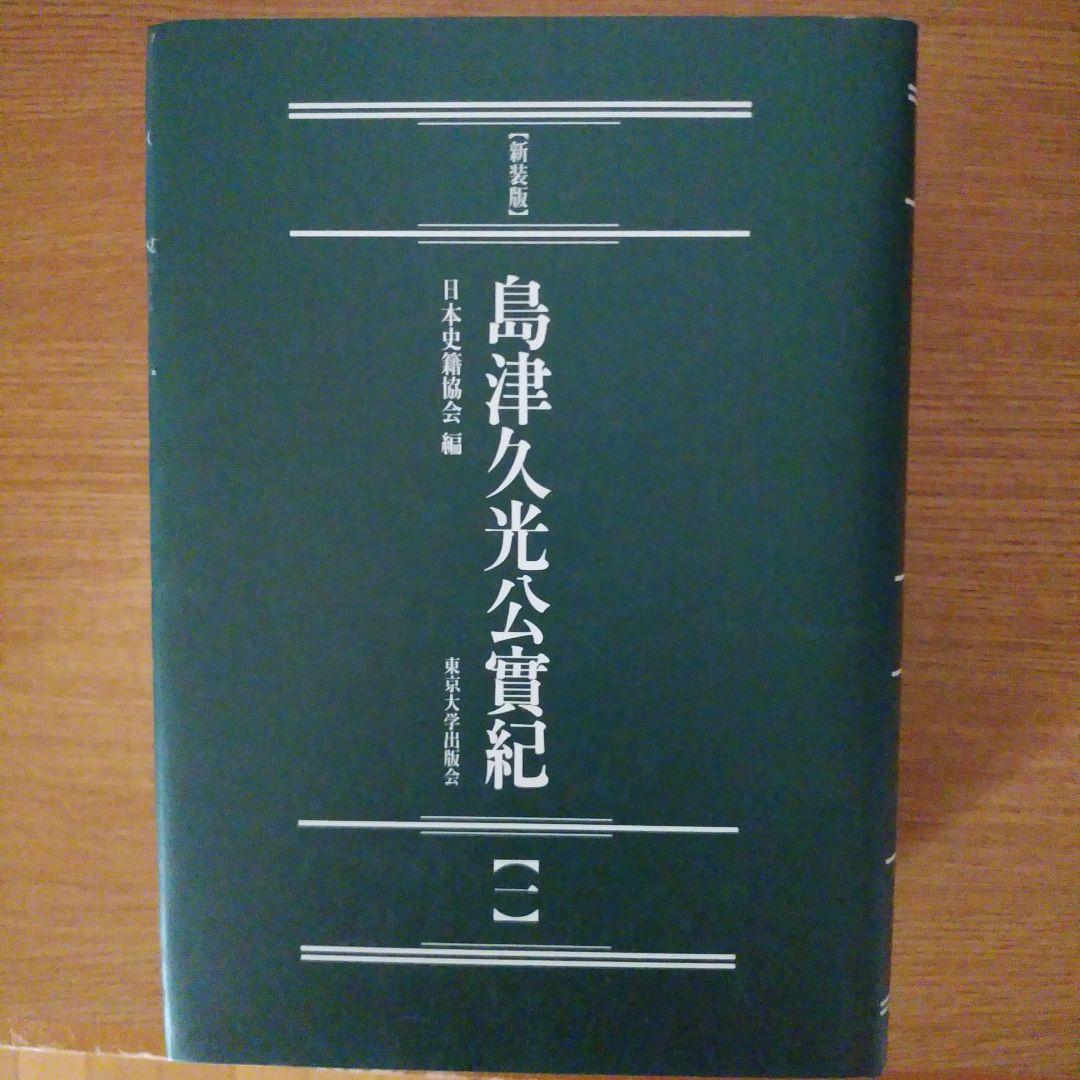 【新装版】
島津久光公實紀
日本史籍協会 編
東京大学出版会
【一】